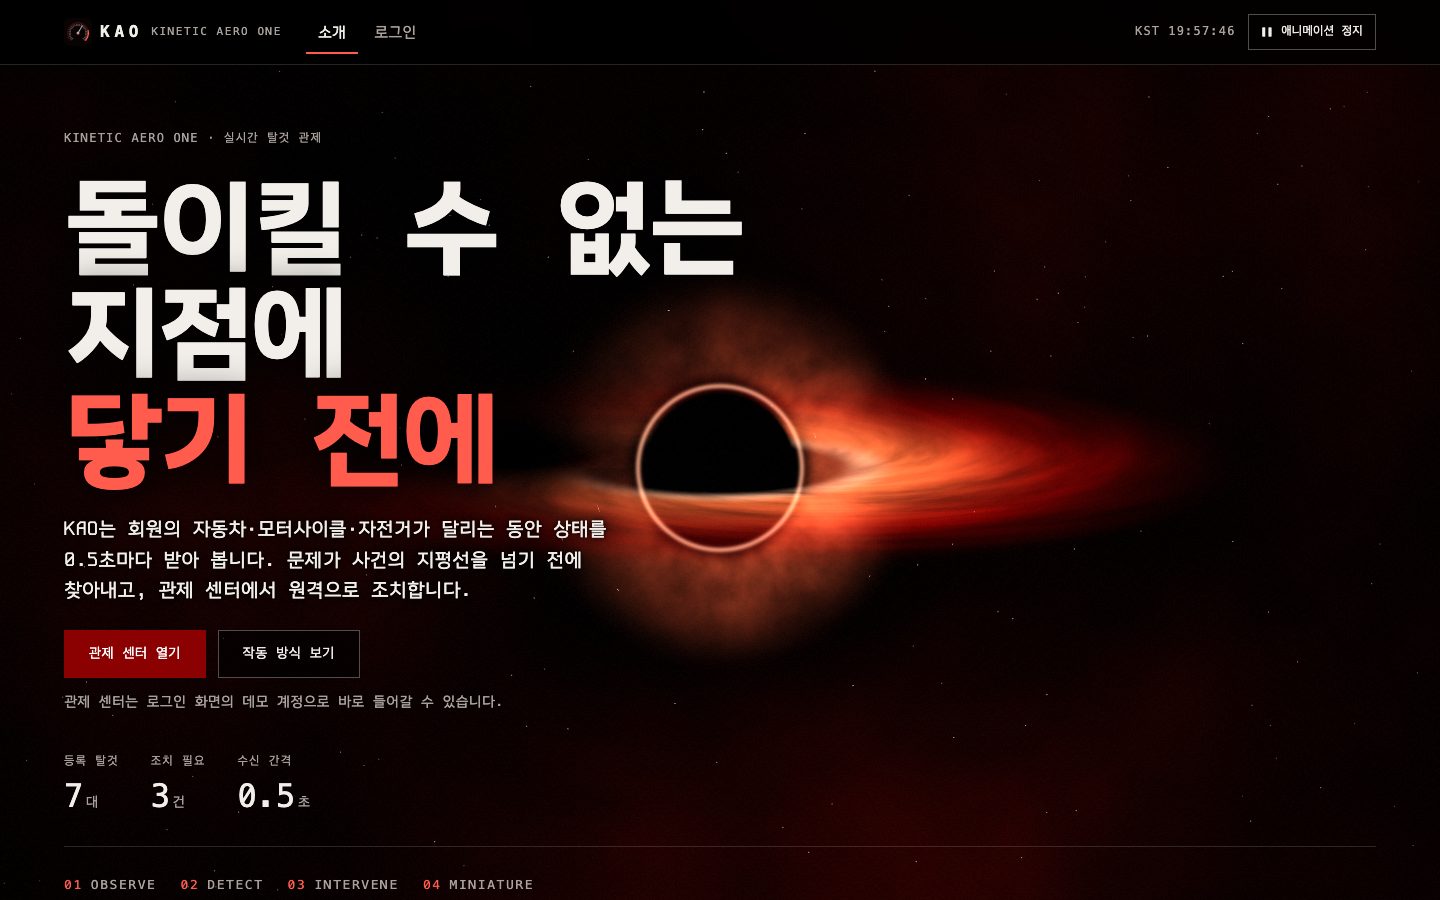 KAO KINETIC AERO ONE 소개 로그인 KST 19:57:46 애니메이션 정지
KINETIC AERO ONE · 실시간 탈것 관제
돌이킬 수 없는
지점에
닿기 전에
KAO는 회원의 자동차·모터사이클·자전거가 달리는 동안 상태를
0.5초마다 받아 봅니다. 문제가 사건의 지평선을 넘기 전에
찾아내고, 관제 센터에서 원격으로 조치합니다.
관제 센터 열기 작동 방식 보기
관제 센터는 로그인 화면의 데모 계정으로 바로 들어갈 수 있습니다.
등록 탈것 조치 필요 수신 간격
7대 3건 0.5초
01 OBSERVE 02 DETECT 03 INTERVENE 04 MINIATURE